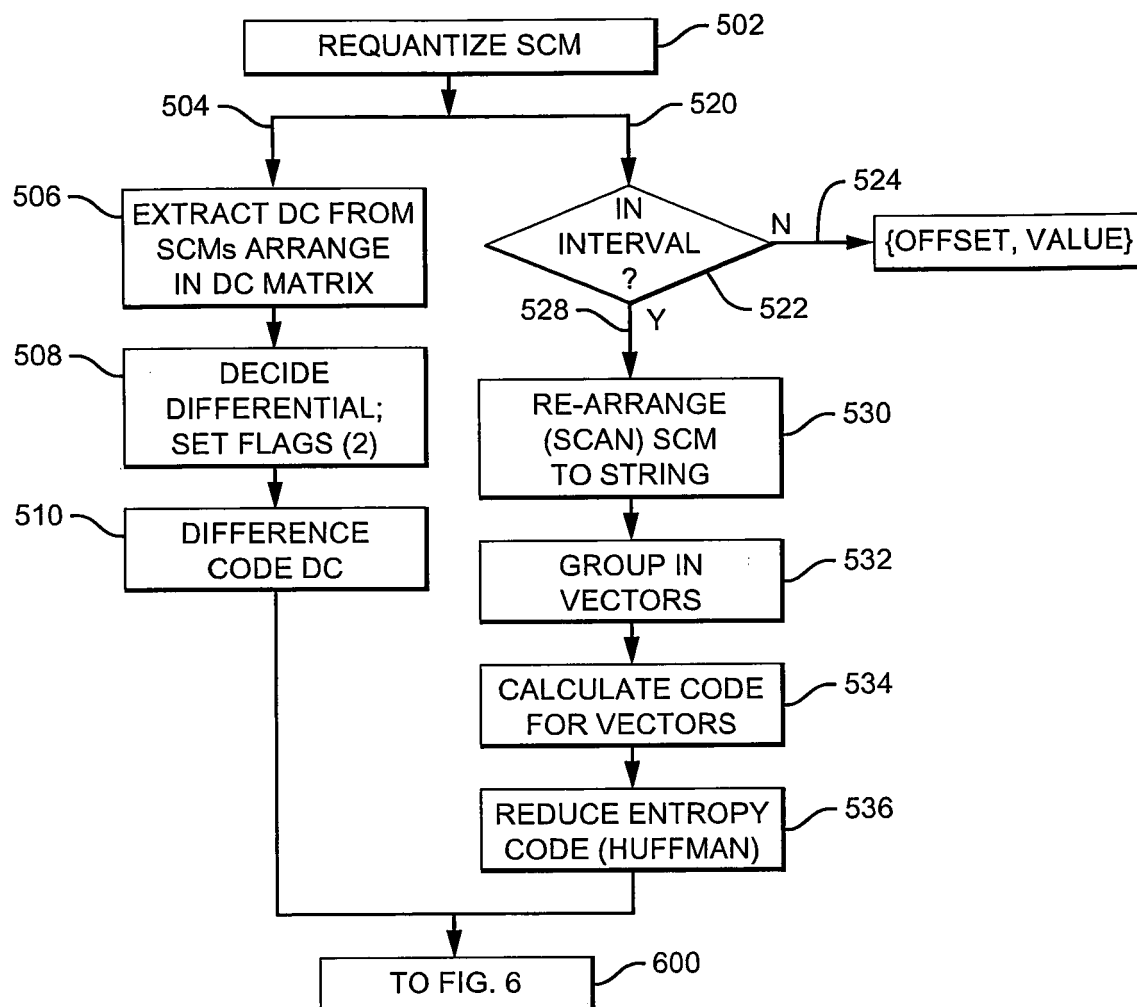 REQUANTIZE SCM
502
504
520
506
EXTRACT DC FROM
SCMs ARRANGE
IN DC MATRIX
IN
INTERVAL
?
N
524
{OFFSET, VALUE}
522
528
Y
508
DECIDE
DIFFERENTIAL;
SET FLAGS (2)
RE-ARRANGE
(SCAN) SCM
TO STRING
530
510
DIFFERENCE
CODE DC
GROUP IN
VECTORS
532
CALCULATE CODE
FOR VECTORS
534
REDUCE ENTROPY
CODE (HUFFMAN)
536
TO FIG. 6
600